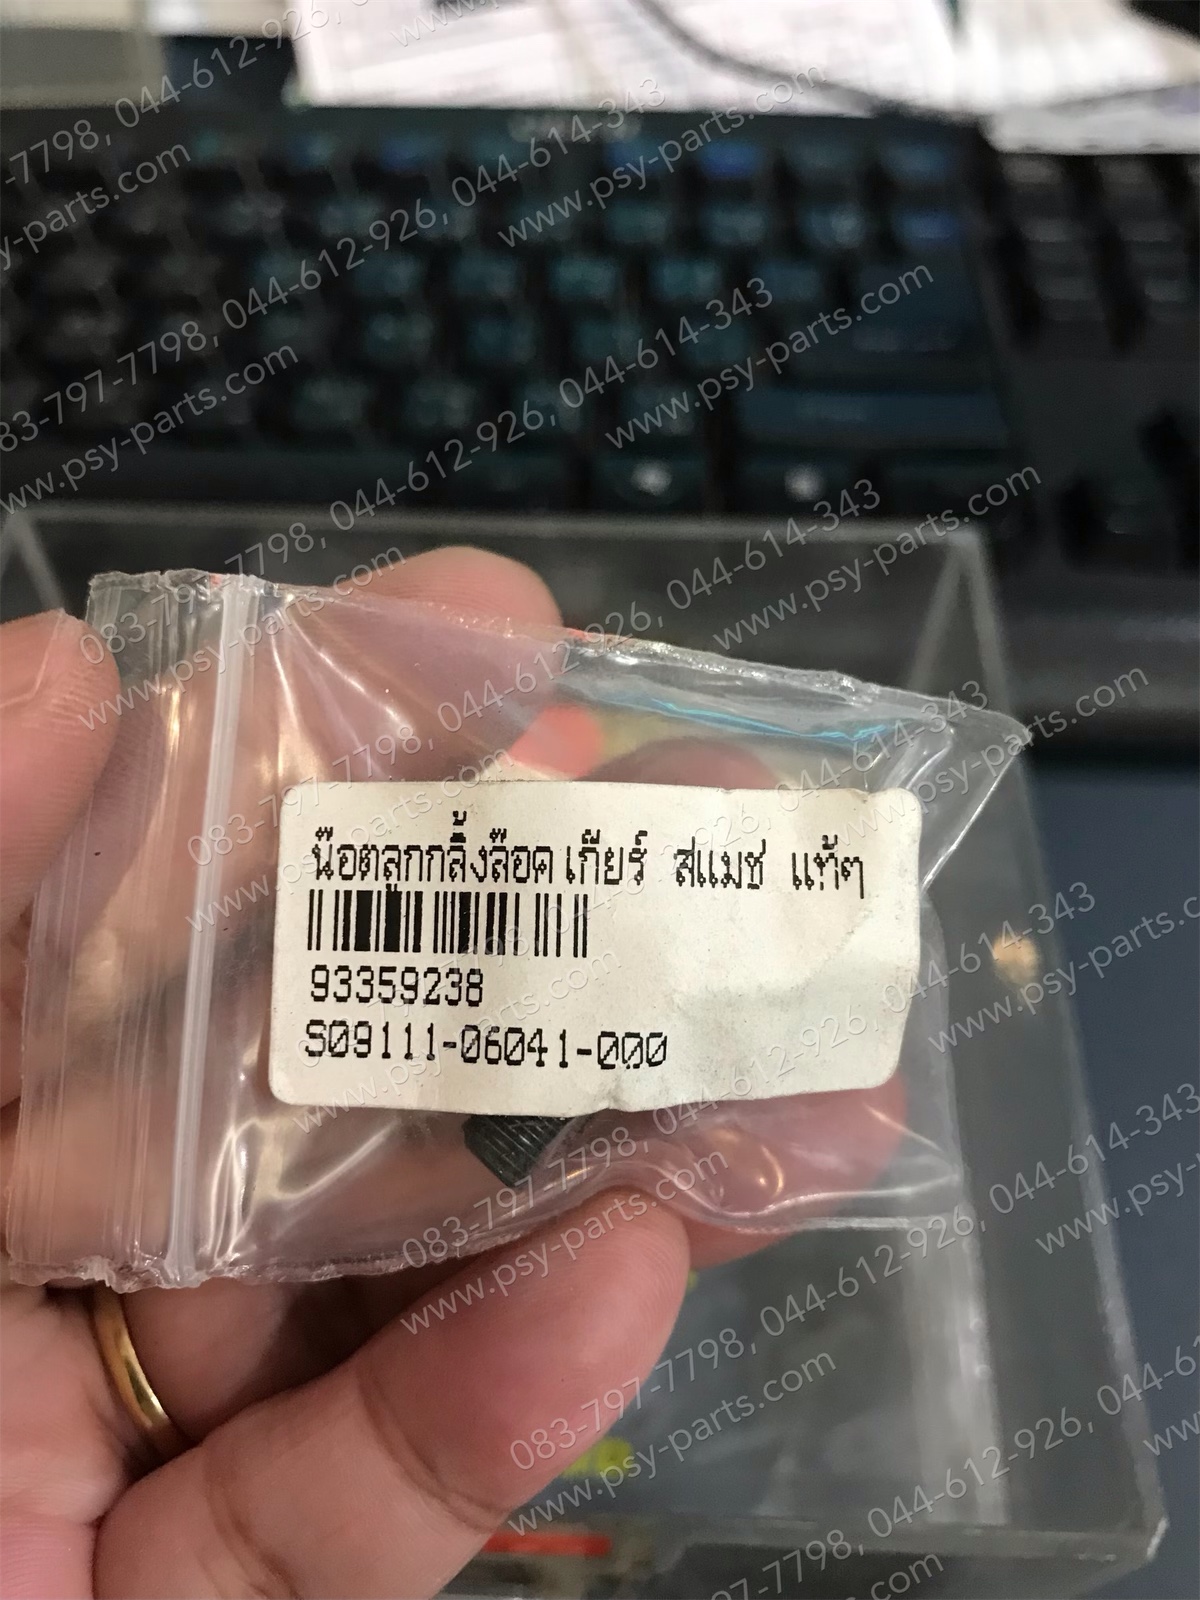 น๊อตลูกกลิ้งล๊อคเกียร์ สแมช แท้ๆ
93359238
S09111-06041-000
083-797-7798, 044-612-926, 044-614-343
www.psy-parts.com